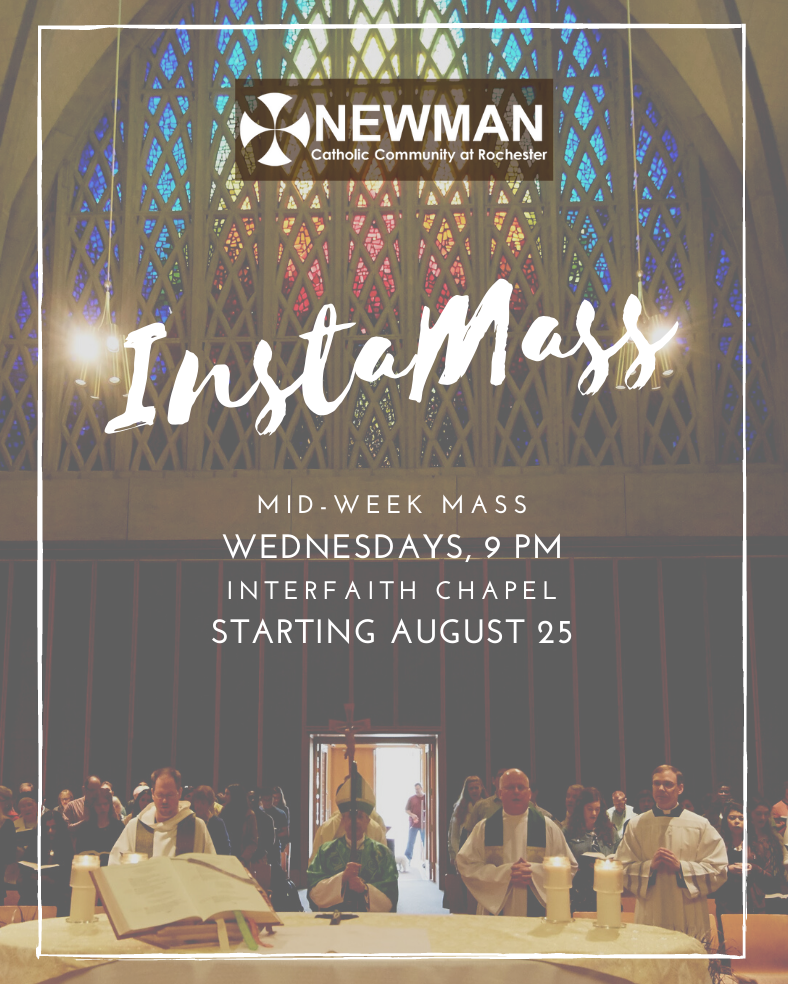 NEWMAN
Catholic Community at Rochester
InstaMass
MID-WEEK MASS
WEDNESDAYS, 9 PM
INTERFAITH CHAPEL
STARTING AUGUST 25